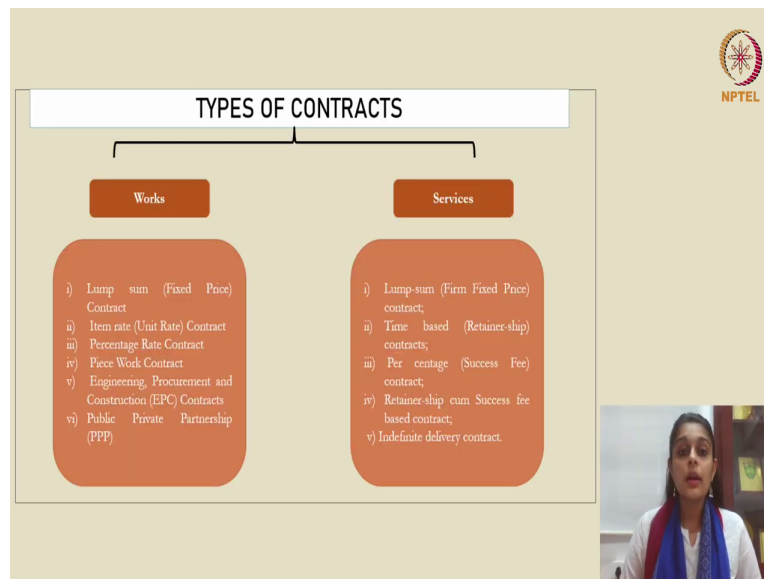 TYPES OF CONTRACTS
NPTEL
Works
i) Lump sum (Fixed Price)
Contract
ii) Item rate (Unit Rate) Contract
iii) Percentage Rate Contract
iv) Piece Work Contract
v) Engineering, Procurement and
Construction (EPC) Contracts
vi) Public Private Partnership
(PPP)
Services
i) Lump-sum (Firm Fixed Price)
contract;
ii) Time based (Retainer-ship)
contracts;
iii) Per centage (Success Fee)
contract;
iv) Retainer-ship cum Success fee
based contract;
v) Indefinite delivery contract.